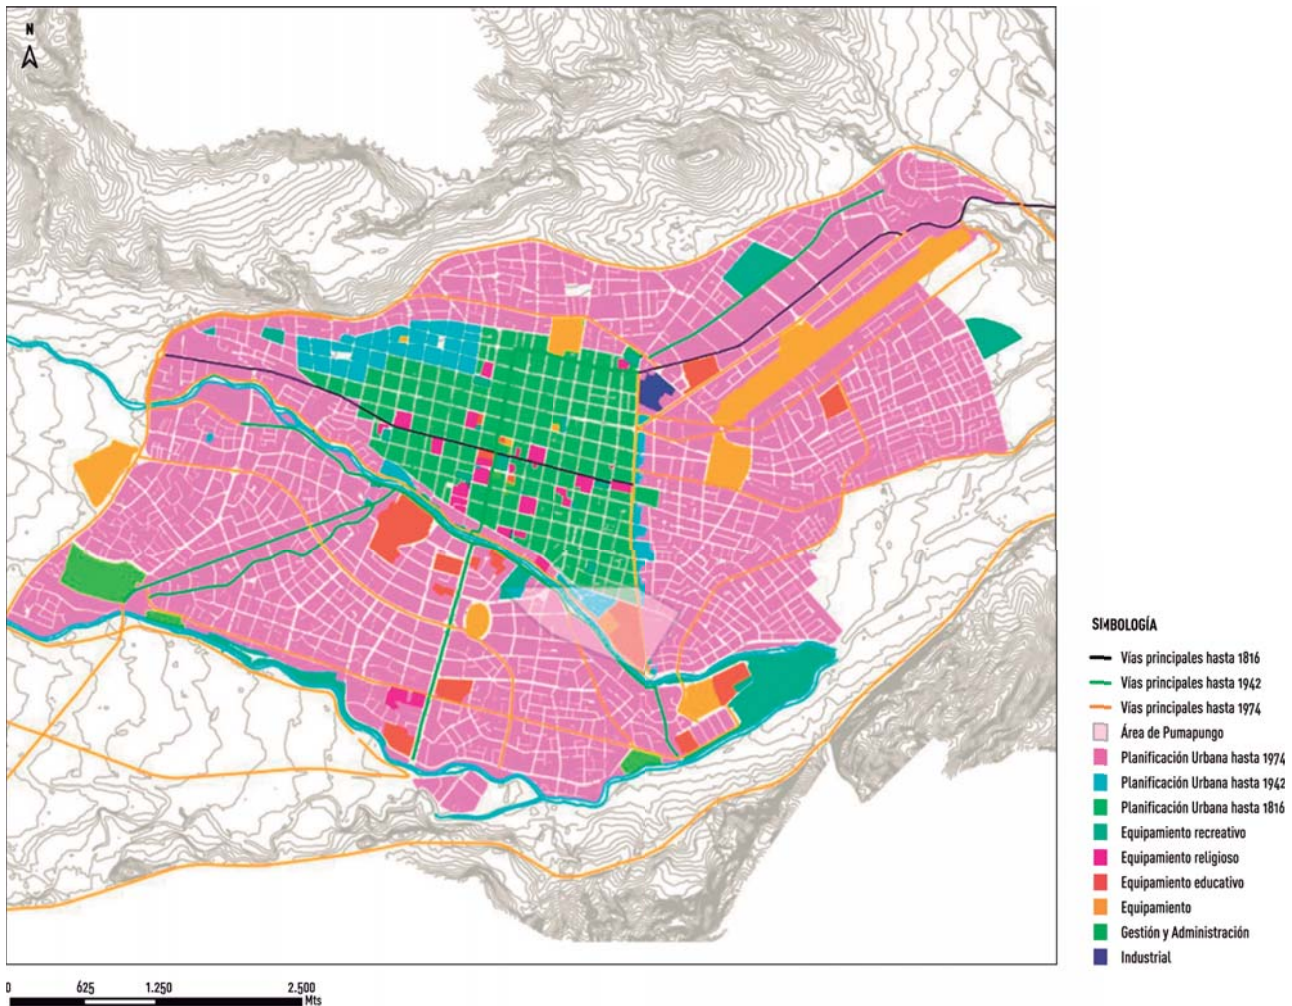 N
SIMBOLOGÍA
Vías principales hasta 1816
Vías principales hasta 1942
Vías principales hasta 1974
Área de Pumapungo
Planificación Urbana hasta 1974
Planificación Urbana hasta 1942
Planificación Urbana hasta 1816
Equipamiento recreativo
Equipamiento religioso
Equipamiento educativo
Equipamiento
Gestión y Administración
Industrial
0 625 1.250 2.500
Mts